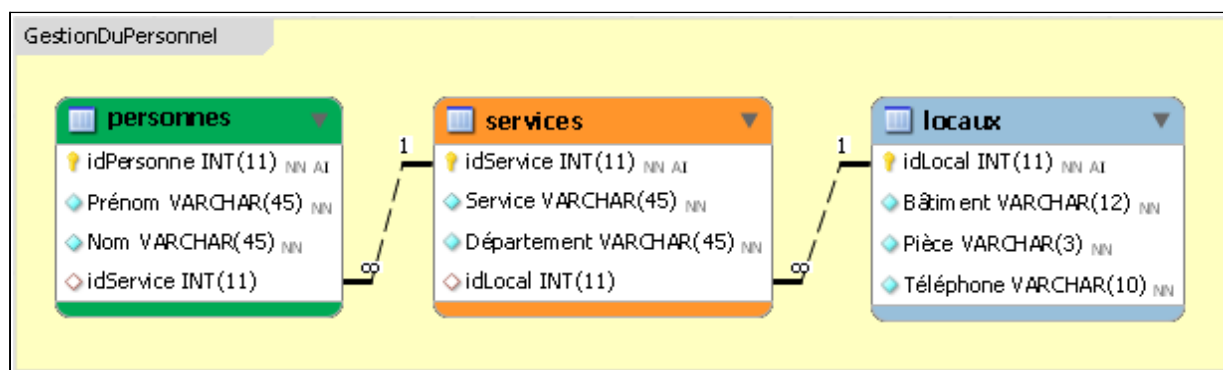 GestionDuPersonnel
personnes
idPersonne INT(11) NN AI
Prénom VARCHAR(45) NN
Nom VARCHAR(45) NN
idService INT(11)
∞
1
services
idService INT(11) NN AI
Service VARCHAR(45) NN
Département VARCHAR(45) NN
idLocal INT(11)
∞
1
locaux
idLocal INT(11) NN AI
Bâtiment VARCHAR(12) NN
Pièce VARCHAR(3) NN
Téléphone VARCHAR(10) NN